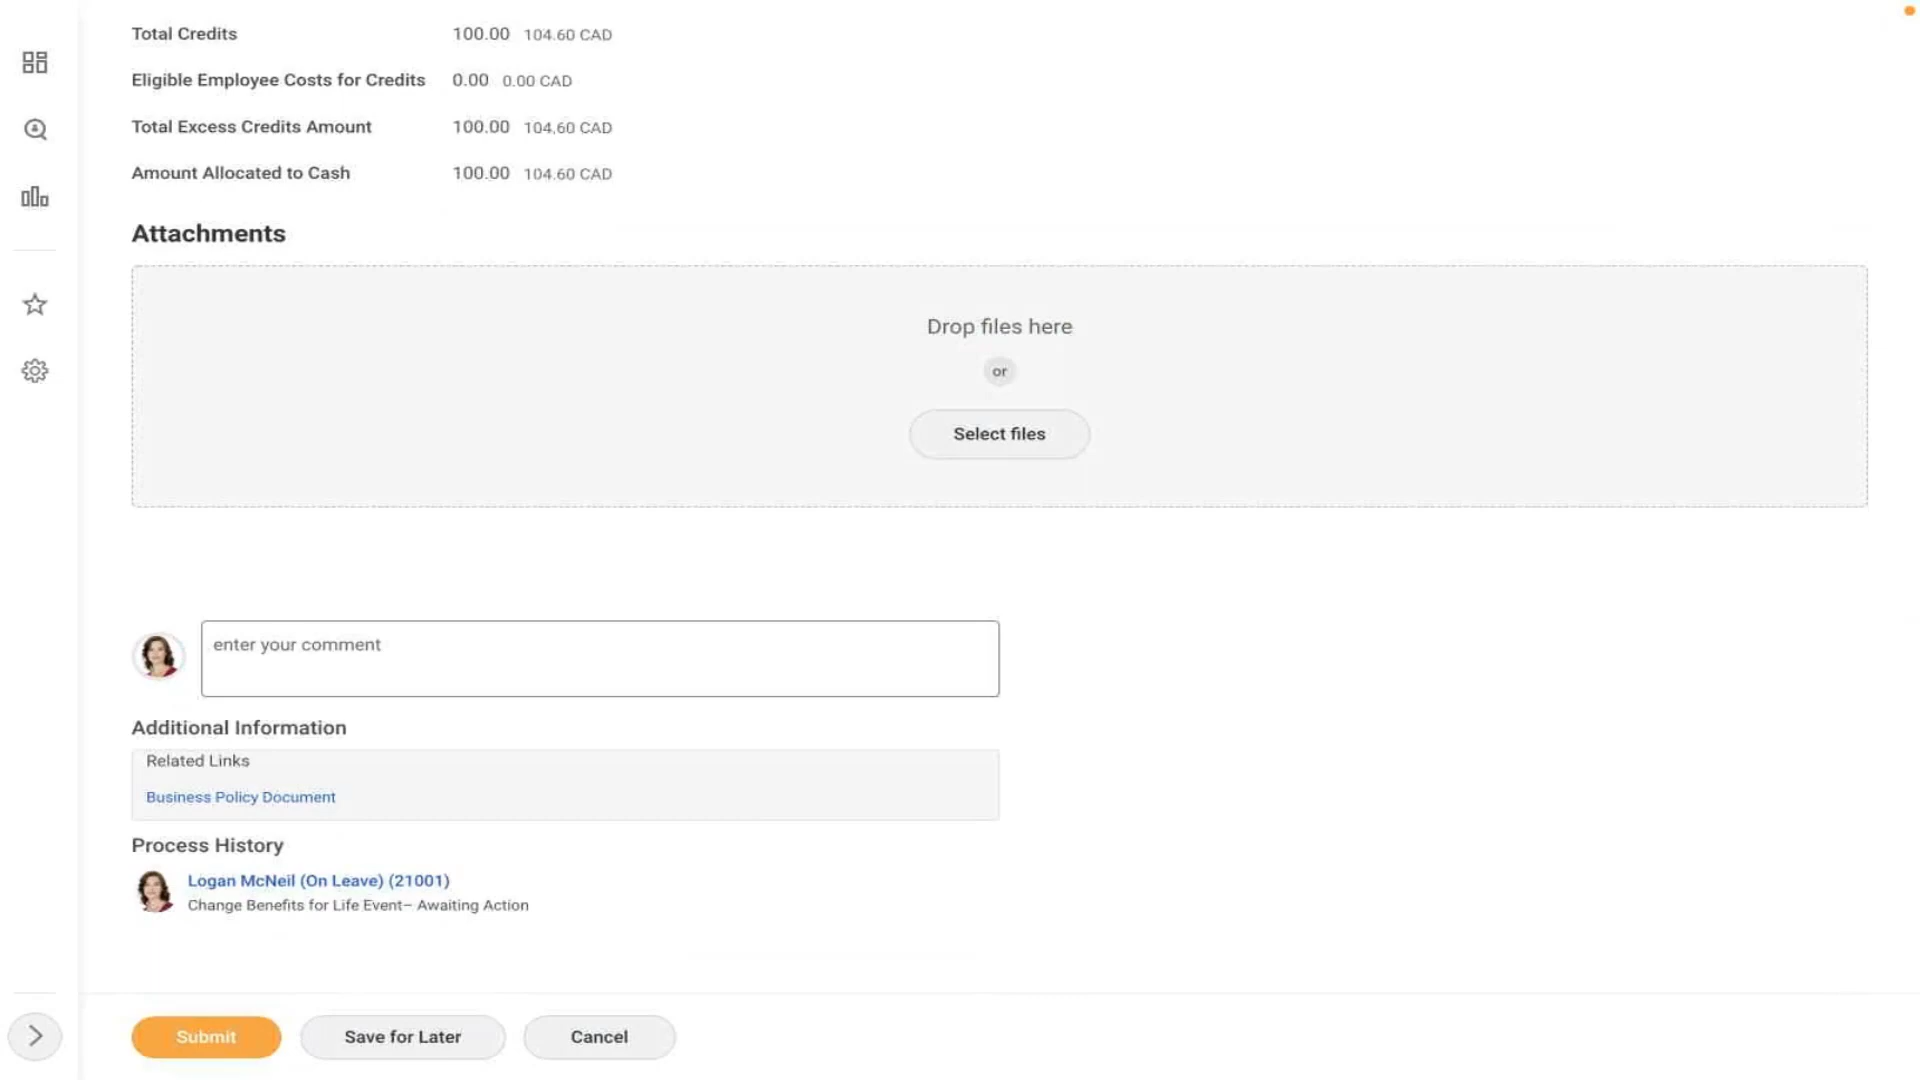 Total Credits 100.00 104.60 CAD
Eligible Employee Costs for Credits 0.00 0.00 CAD
Total Excess Credits Amount 100.00 104.60 CAD
Amount Allocated to Cash 100.00 104.60 CAD
Attachments
Drop files here
or
Select files
enter your comment
Additional Information
Related Links
Business Policy Document
Process History
Logan McNeil (On Leave) (21001)
Change Benefits for Life Event– Awaiting Action
Submit Save for Later Cancel